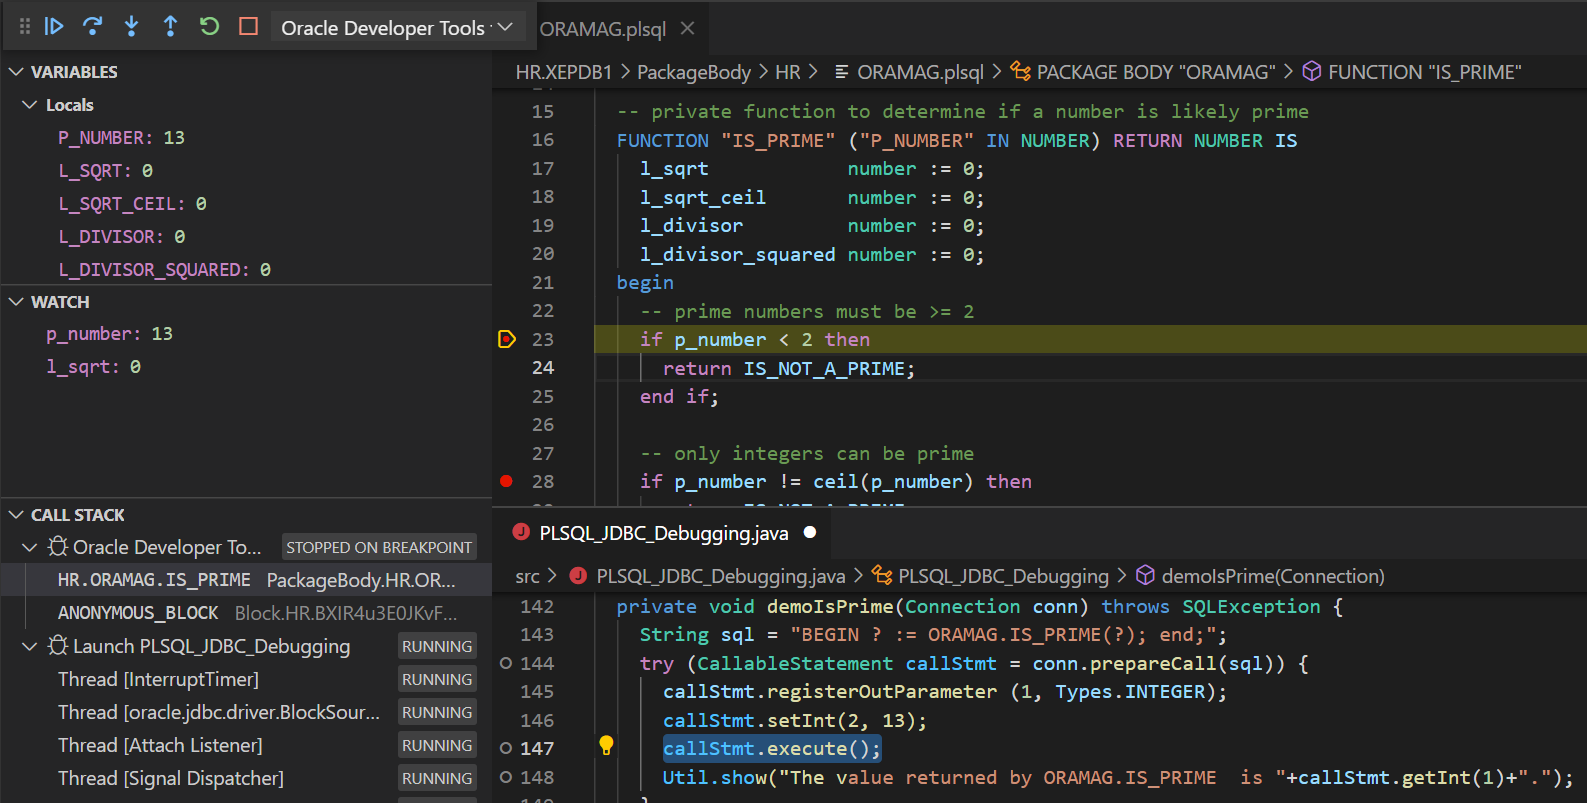 Oracle Developer Tools
VARIABLES
Locals
P_NUMBER: 13
L_SQRT: 0
L_SQRT_CEIL: 0
L_DIVISOR: 0
L_DIVISOR_SQUARED: 0
WATCH
p_number: 13
l_sqrt: 0
CALL STACK
Oracle Developer To... STOPPED ON BREAKPOINT
HR.ORAMAG.IS_PRIME PackageBody.HR.OR...
ANONYMOUS_BLOCK Block.HR.BXIR4u3E0JKvF...
Launch PLSQL_JDBC_Debugging RUNNING
Thread [InterruptTimer] RUNNING
Thread [oracle.jdbc.driver.BlockSour... RUNNING
Thread [Attach Listener] RUNNING
Thread [Signal Dispatcher] RUNNING
ORAMAG.plsql
HR.XEPDB1 > PackageBody > HR > ORAMAG.plsql > PACKAGE BODY "ORAMAG" > FUNCTION "IS_PRIME"
15 -- private function to determine if a number is likely prime
16 FUNCTION "IS_PRIME" ("P_NUMBER" IN NUMBER) RETURN NUMBER IS
17 l_sqrt number := 0;
18 l_sqrt_ceil number := 0;
19 l_divisor number := 0;
20 l_divisor_squared number := 0;
21 begin
22 -- prime numbers must be >= 2
23 if p_number < 2 then
24 return IS_NOT_A_PRIME;
25 end if;
26
27 -- only integers can be prime
28 if p_number != ceil(p_number) then
PLSQL_JDBC_Debugging.java
src > PLSQL_JDBC_Debugging.java > PLSQL_JDBC_Debugging > demoIsPrime(Connection)
142 private void demoIsPrime(Connection conn) throws SQLException {
143 String sql = "BEGIN ? := ORAMAG.IS_PRIME(?); end;";
144 try (CallableStatement callStmt = conn.prepareCall(sql)) {
145 callStmt.registerOutParameter (1, Types.INTEGER);
146 callStmt.setInt(2, 13);
147 callStmt.execute();
148 Util.show("The value returned by ORAMAG.IS_PRIME  is "+callStmt.getInt(1)+".");